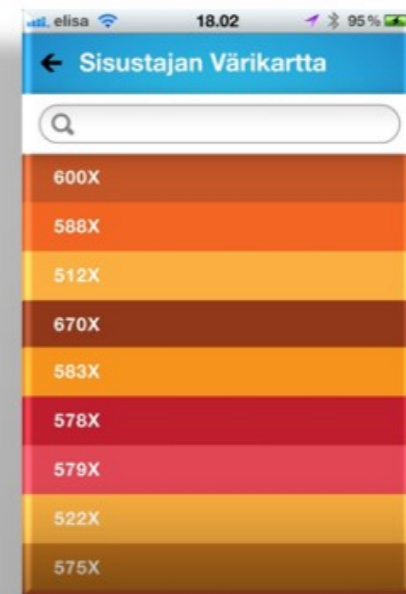 elisa 18.02 95%
Sisustajan Värikartta
600X
588X
512X
670X
583X
578X
579X
522X
575X